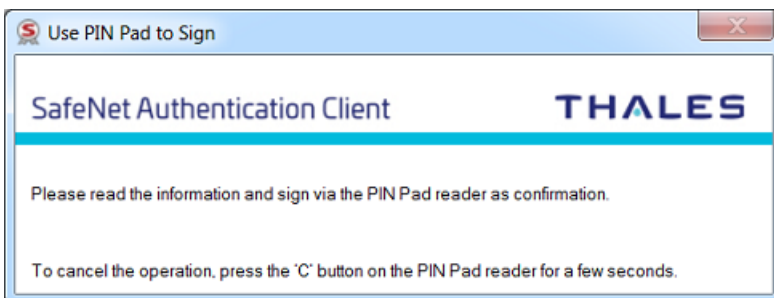 Use PIN Pad to Sign
SafeNet Authentication Client
THALES
Please read the information and sign via the PIN Pad reader as confirmation.
To cancel the operation, press the 'C' button on the PIN Pad reader for a few seconds.